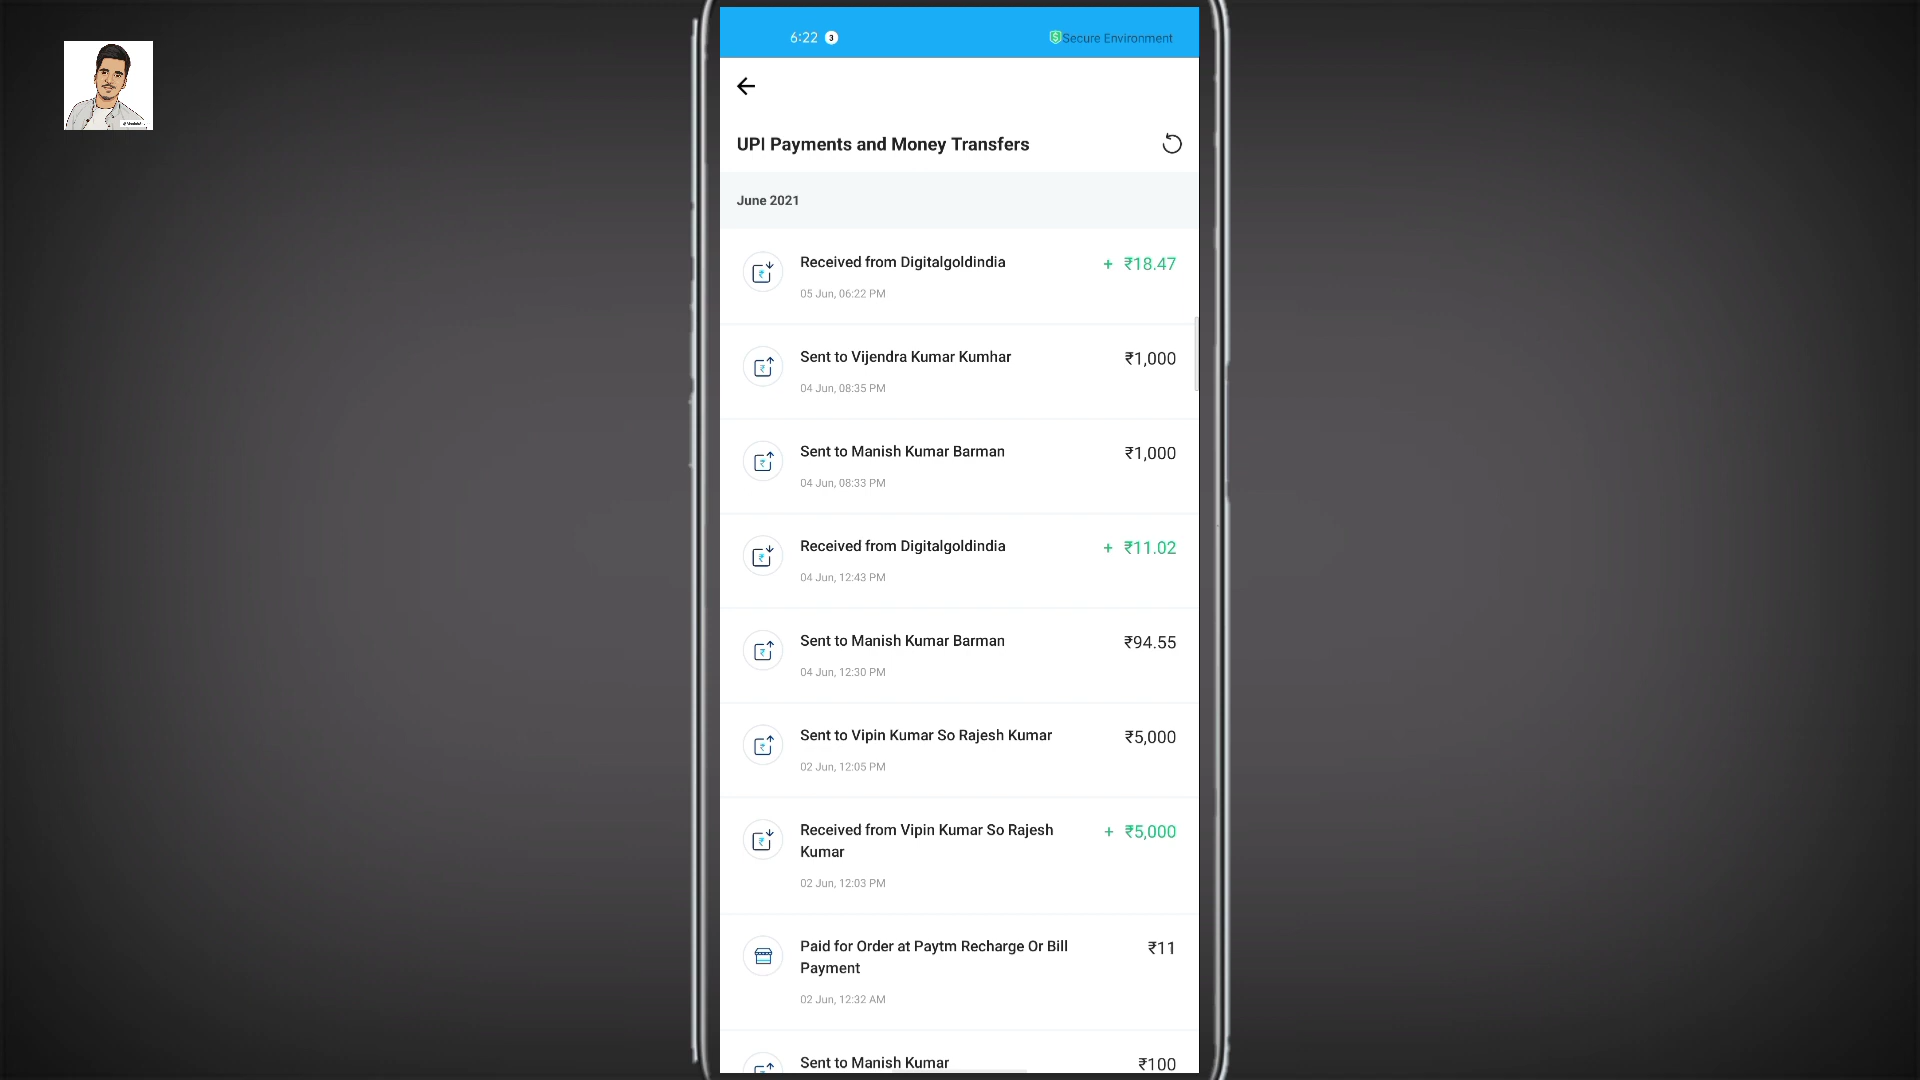 6:22 3
Secure Environment
UPI Payments and Money Transfers
June 2021
Received from Digitalgoldindia + ₹18.47
05 Jun, 06:22 PM
Sent to Vijendra Kumar Kumhar ₹1,000
04 Jun, 08:35 PM
Sent to Manish Kumar Barman ₹1,000
04 Jun, 08:33 PM
Received from Digitalgoldindia + ₹11.02
04 Jun, 12:43 PM
Sent to Manish Kumar Barman ₹94.55
04 Jun, 12:30 PM
Sent to Vipin Kumar So Rajesh Kumar ₹5,000
02 Jun, 12:05 PM
Received from Vipin Kumar So Rajesh + ₹5,000
Kumar
02 Jun, 12:03 PM
Paid for Order at Paytm Recharge Or Bill ₹11
Payment
02 Jun, 12:32 AM
Sent to Manish Kumar ₹100